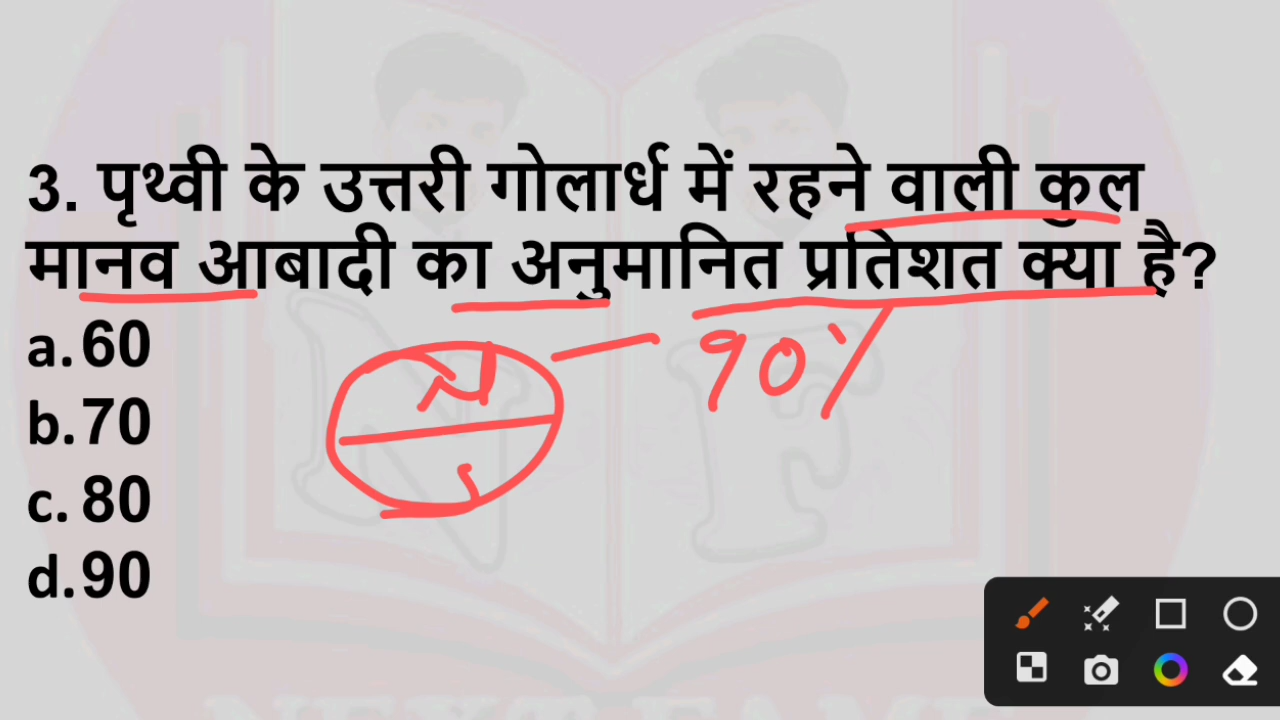 3. पृथ्वी के उत्तरी गोलार्ध में रहने वाली कुल
मानव आबादी का अनुमानित प्रतिशत क्या है?
a. 60
90%
b. 70
c. 80
d. 90